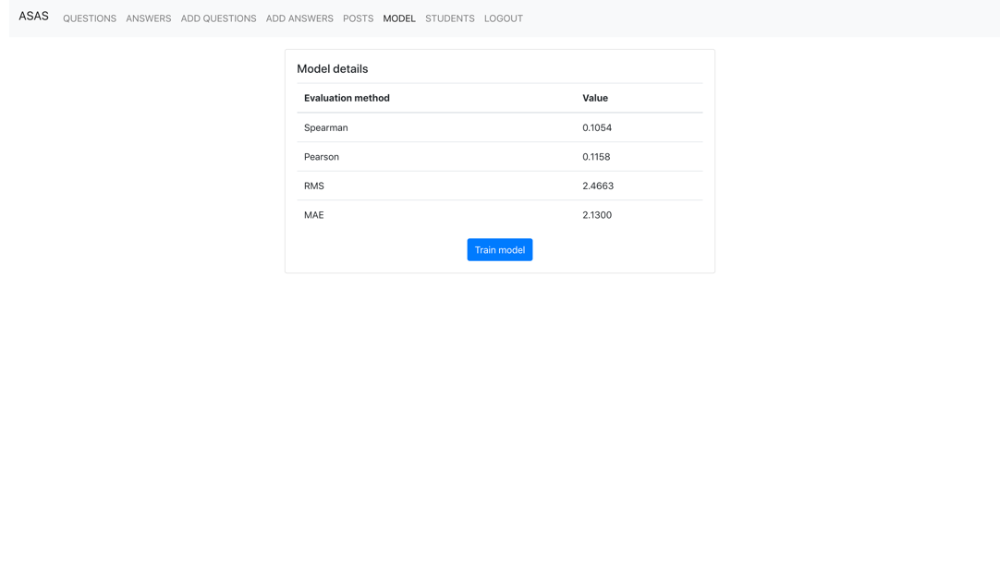 ASAS QUESTIONS ANSWERS ADD QUESTIONS ADD ANSWERS POSTS MODEL STUDENTS LOGOUT
Model details
Evaluation method Value
Spearman 0.1054
Pearson 0.1158
RMS 2.4663
MAE 2.1300
Train model